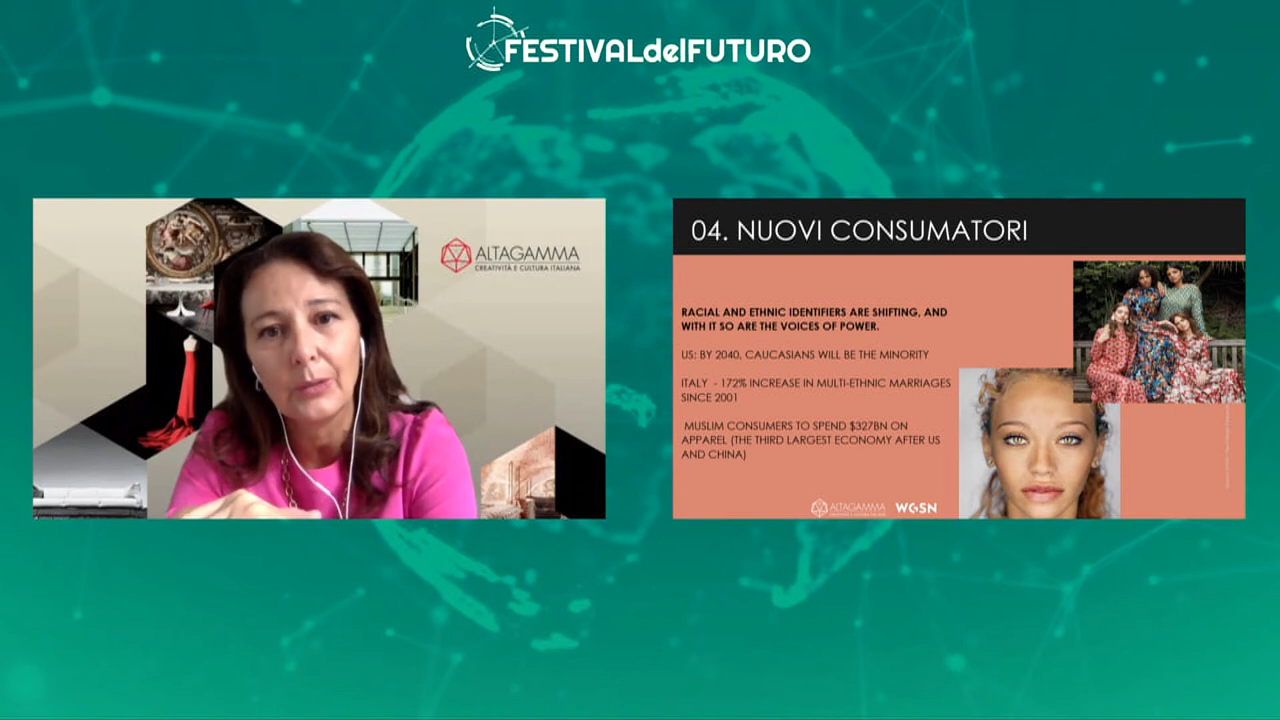 FESTIVALdelFUTURO
ALTAGAMMA
CREATIVITÀ E CULTURA ITALIANA
04. NUOVI CONSUMATORI
RACIAL AND ETHNIC IDENTIFIERS ARE SHIFTING, AND
WITH IT SO ARE THE VOICES OF POWER.
US: BY 2040, CAUCASIANS WILL BE THE MINORITY
ITALY - 172% INCREASE IN MULTI-ETHNIC MARRIAGES
SINCE 2001
MUSLIM CONSUMERS TO SPEND $327BN ON
APPAREL (THE THIRD LARGEST ECONOMY AFTER US
AND CHINA)
ALTAGAMMA
WGSN